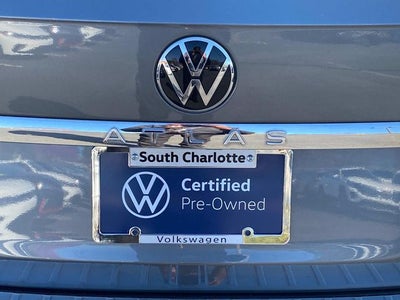 ATLAS
South Charlotte
Certified
Pre-Owned
Volkswagen